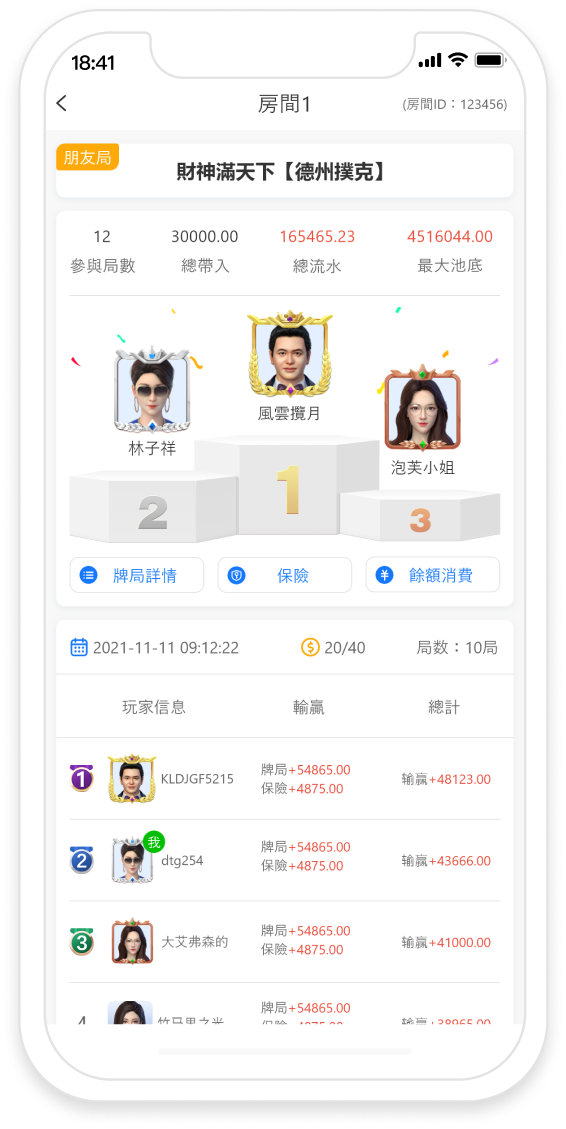 18:41
房間1
(房間ID：123456)
朋友局
財神滿天下【德州撲克】
12 30000.00 165465.23 4516044.00
參與局數 總帶入 總流水 最大池底
風雲攬月
林子祥
泡芙小姐
1
2
3
牌局詳情 保險 餘額消費
2021-11-11 09:12:22 20/40 局数：10局
玩家信息 輸贏 總計
1 KLDJGF5215 牌局+54865.00
保險+4875.00
输赢+48123.00
我
2 dtg254 牌局+54865.00
保險+4875.00
输赢+43666.00
3 大艾弗森的 牌局+54865.00
保險+4875.00
输赢+41000.00
4 牌局+54865.00